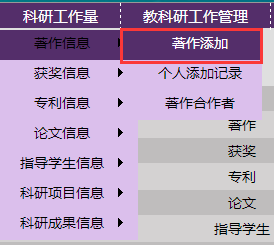 科研工作量 教科研工作管理
著作信息 著作添加
获奖信息 个人添加记录
专利信息 著作合作者
论文信息 著作
指导学生信息 获奖
科研项目信息 专利
科研成果信息 论文
指导学生